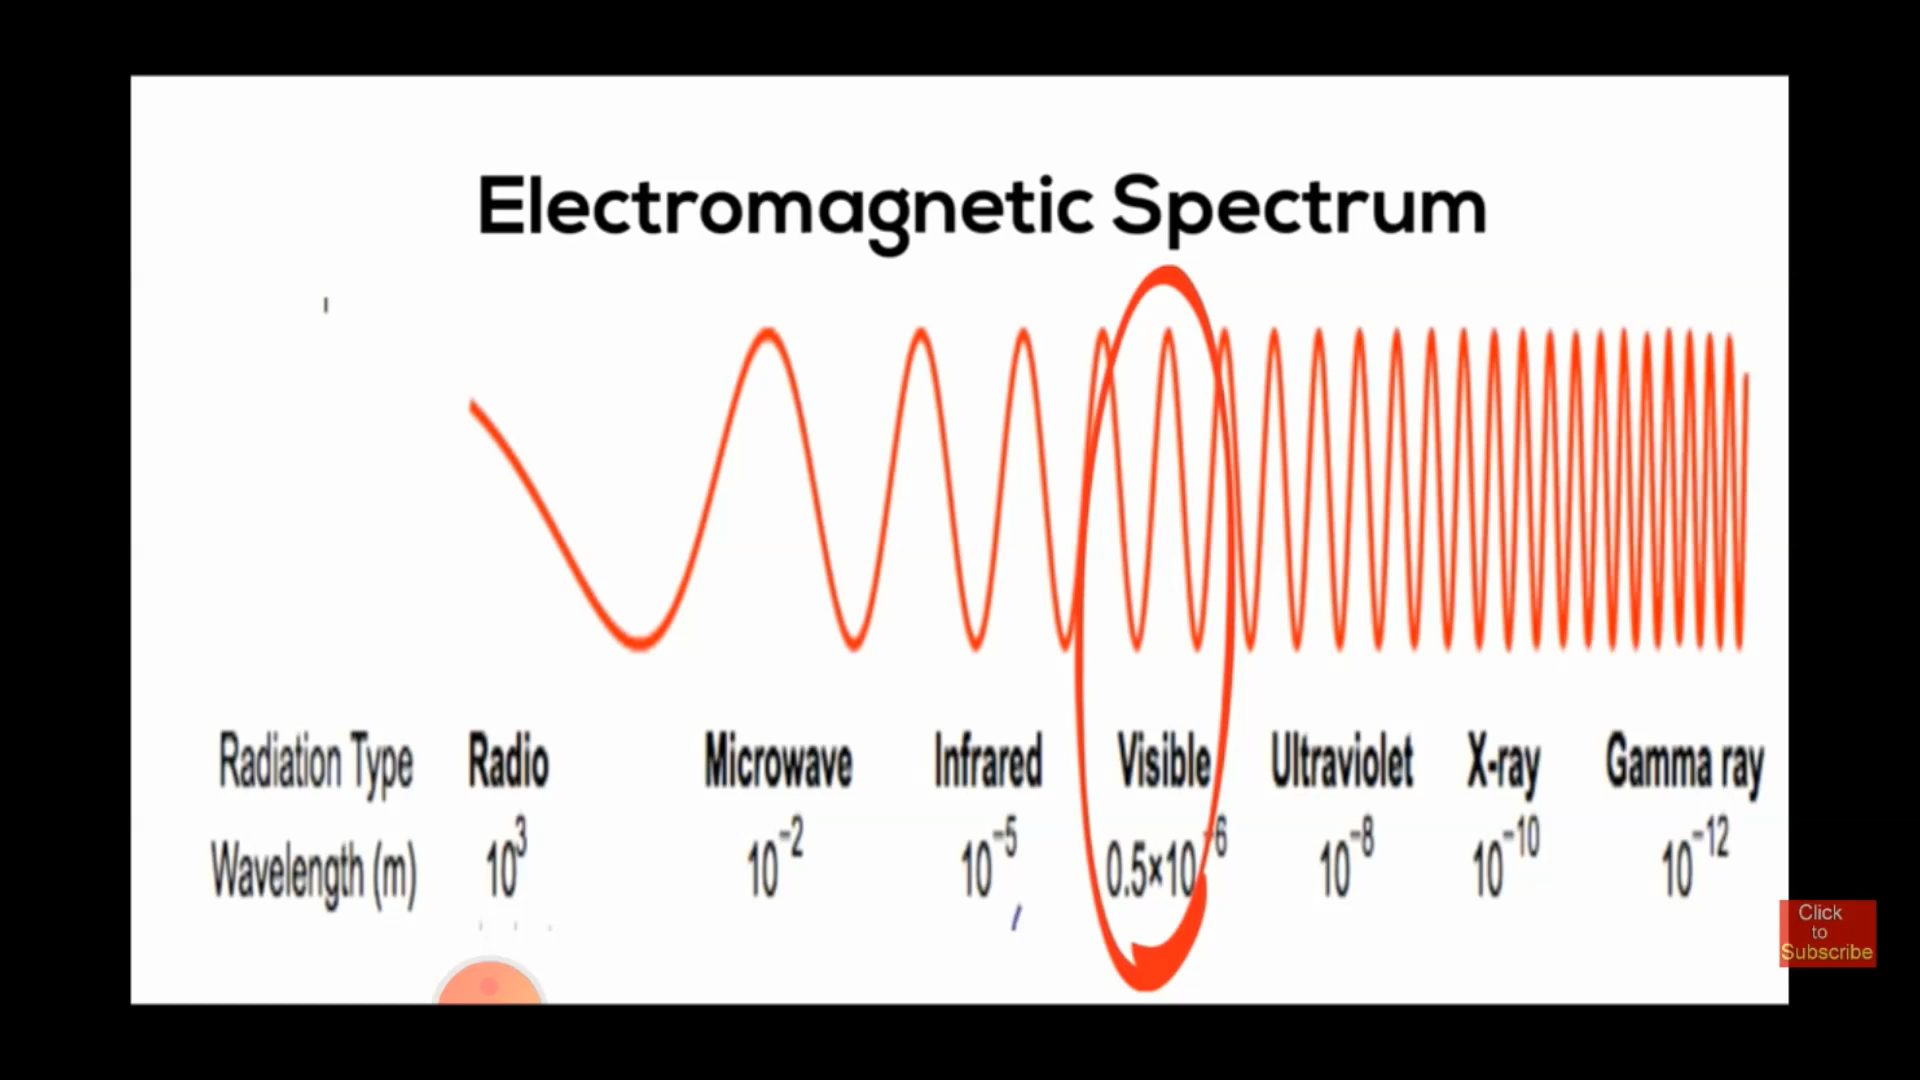 Electromagnetic Spectrum
Radiation Type Radio Microwave Infrared Visible Ultraviolet X-ray Gamma ray
Wavelength (m) 10³ 10⁻² 10⁻⁵ 0.5×10⁻⁶ 10⁻⁸ 10⁻¹⁰ 10⁻¹²
Click
to
Subscribe